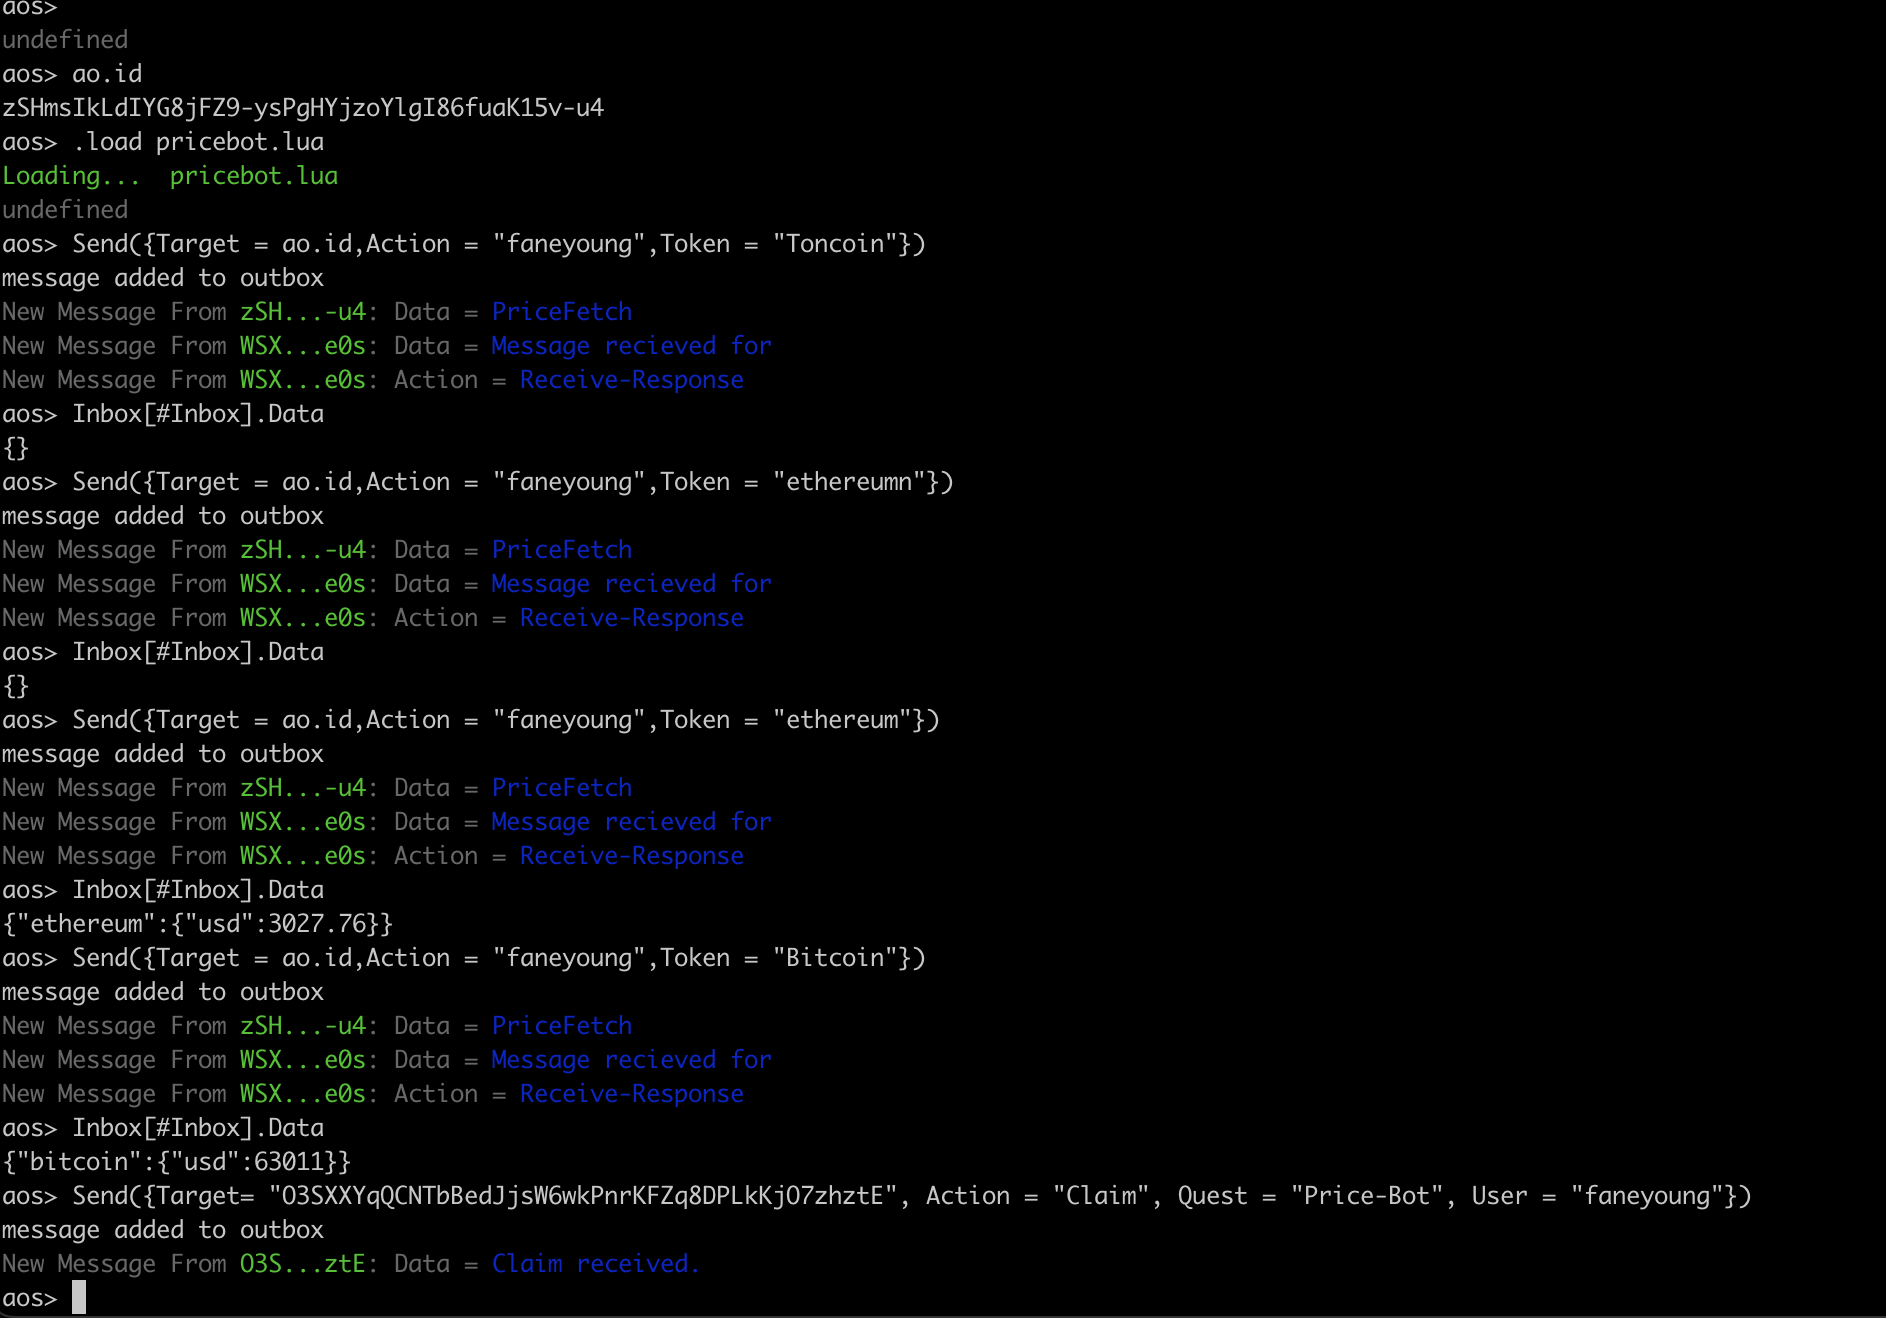 aos>
undefined
aos> ao.id
zSHmsIkLdIYG8jFZ9-ysPgHYjzoYlgI86fuaK15v-u4
aos> .load pricebot.lua
Loading...  pricebot.lua
undefined
aos> Send({Target = ao.id,Action = "faneyoung",Token = "Toncoin"})
message added to outbox
New Message From zSH...-u4: Data = PriceFetch
New Message From WSX...e0s: Data = Message recieved for
New Message From WSX...e0s: Action = Receive-Response
aos> Inbox[#Inbox].Data
{}
aos> Send({Target = ao.id,Action = "faneyoung",Token = "ethereumn"})
message added to outbox
New Message From zSH...-u4: Data = PriceFetch
New Message From WSX...e0s: Data = Message recieved for
New Message From WSX...e0s: Action = Receive-Response
aos> Inbox[#Inbox].Data
{}
aos> Send({Target = ao.id,Action = "faneyoung",Token = "ethereum"})
message added to outbox
New Message From zSH...-u4: Data = PriceFetch
New Message From WSX...e0s: Data = Message recieved for
New Message From WSX...e0s: Action = Receive-Response
aos> Inbox[#Inbox].Data
{"ethereum":{"usd":3027.76}}
aos> Send({Target = ao.id,Action = "faneyoung",Token = "Bitcoin"})
message added to outbox
New Message From zSH...-u4: Data = PriceFetch
New Message From WSX...e0s: Data = Message recieved for
New Message From WSX...e0s: Action = Receive-Response
aos> Inbox[#Inbox].Data
{"bitcoin":{"usd":63011}}
aos> Send({Target= "O3SXXYqQCNTbBedJjsW6wkPnrKFZq8DPLkKjO7zhztE", Action = "Claim", Quest = "Price-Bot", User = "faneyoung"})
message added to outbox
New Message From O3S...ztE: Data = Claim received.
aos>